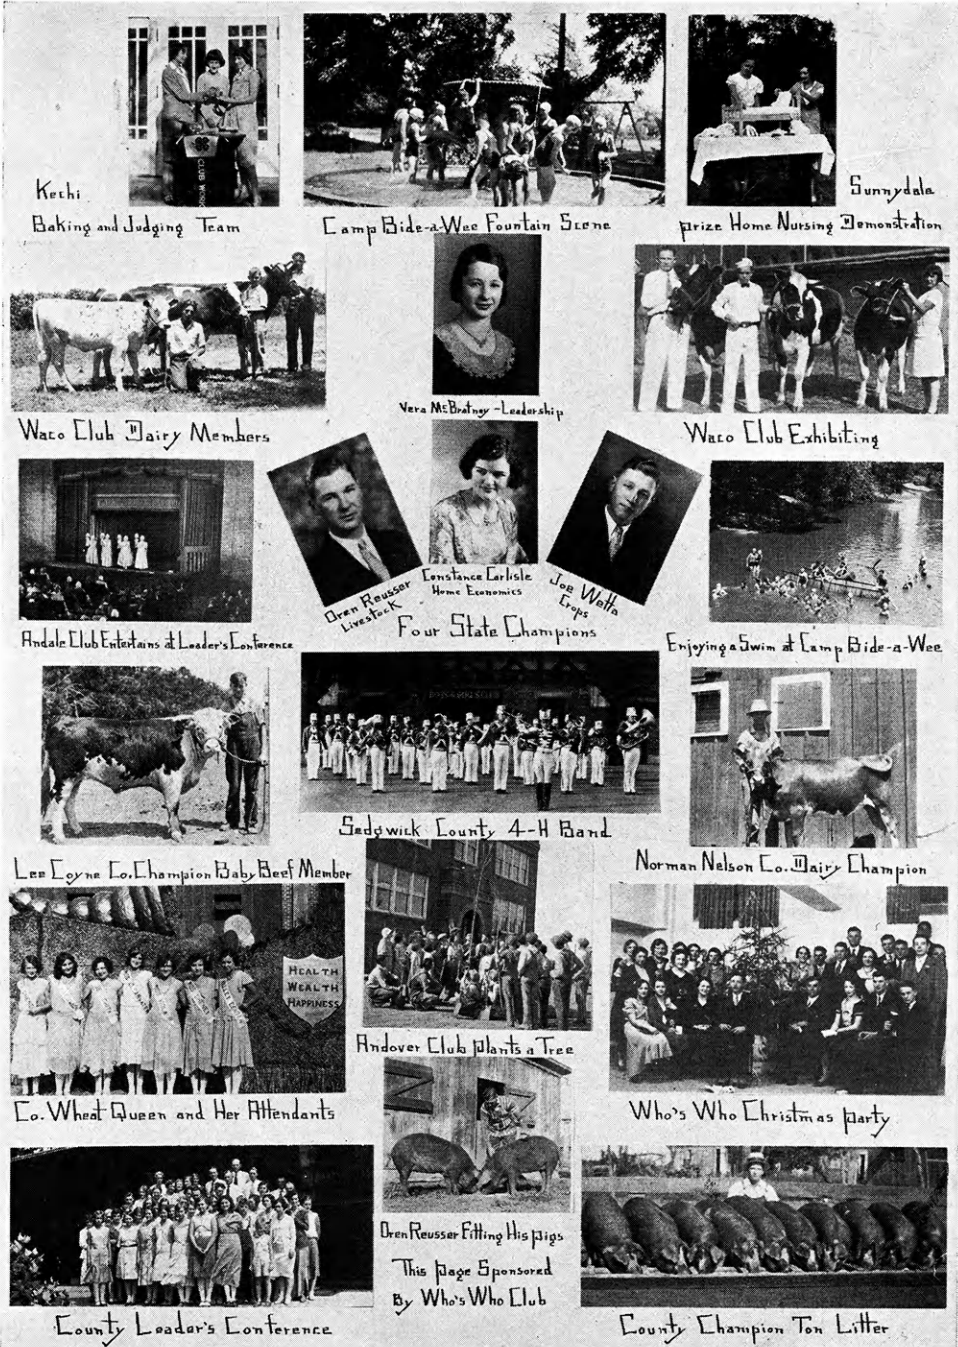 Kechi
Baking and Judging Team
CLUB WORK
Camp Bide-a-Wee Fountain Scene
Sunnydale
prize Home Nursing Demonstration
Waco Club Dairy Members
Vera McBratney - Leadership
Waco Club Exhibiting
Andale Club Entertains at Leader's Conference
Oren Reusser
Livestock
Constance Carlisle
Home Economics
Joe Wetta
Crops
Four State Champions
Enjoying a Swim at Camp Bide-a-Wee
Lee Coyne Co. Champion Baby Beef Member
Sedgwick County 4-H Band
Norman Nelson Co. Dairy Champion
HEALTH
WEALTH
HAPPINESS
Co. Wheat Queen and Her Attendants
Andover Club plants a Tree
Who's Who Christmas party
County Leader's Conference
Oren Reusser Fitting His pigs
This page Sponsored
By Who's Who Club
County Champion Ton Litter